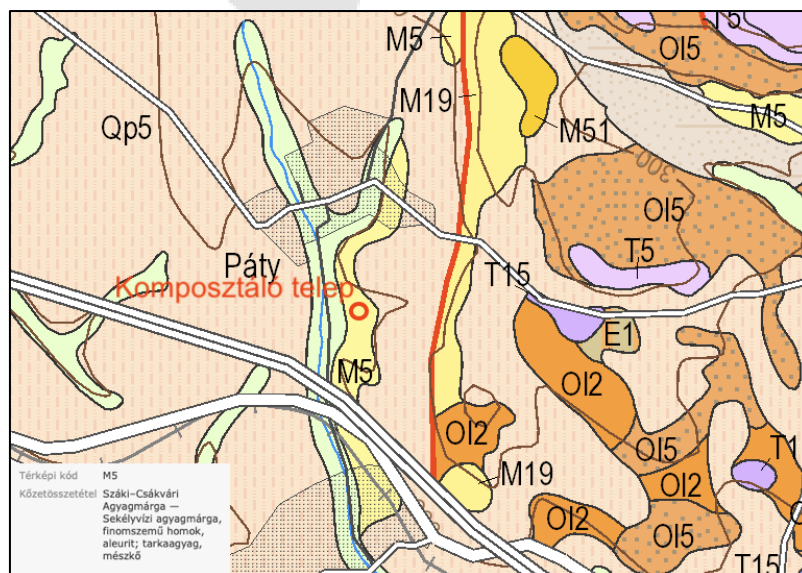 T5
M5
Ol5
M5
M19
Qp5
M51
300
Ol5
Páty
T15
T5
Komposztáló telep
E1
M5
Ol2
Ol2
Ol5
T1
M19
Ol2
Ol2
Ol5
T15
Térképi kód M5
Kőzetösszetétel Száki–Csákvári
Agyagmárga —
Sekélyvízi agyagmárga,
finomszemű homok,
aleurit; tarkaagyag,
mészkő